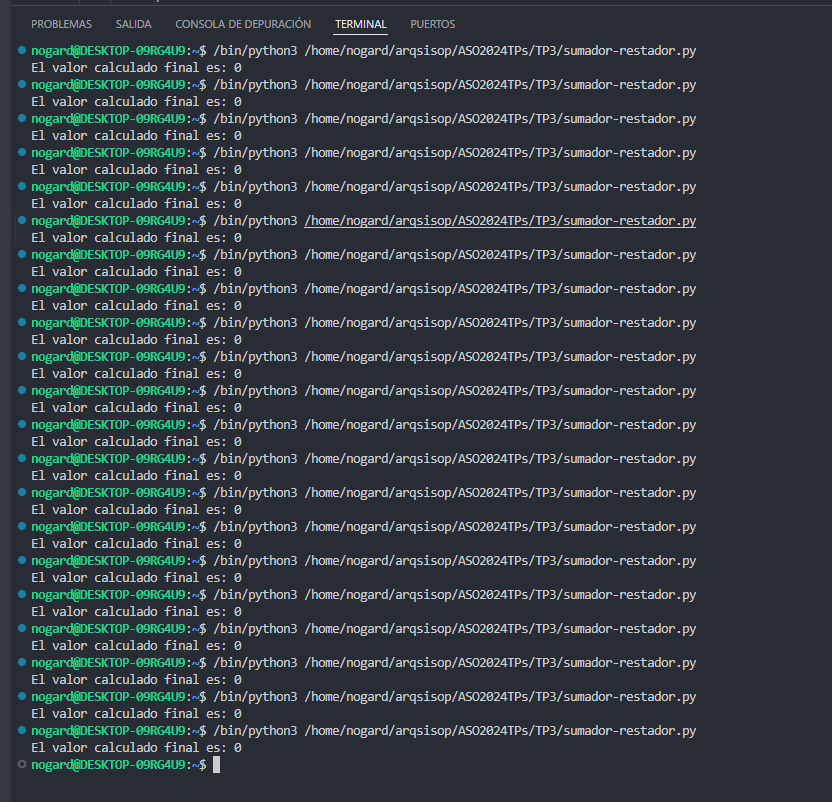 PROBLEMAS SALIDA CONSOLA DE DEPURACIÓN TERMINAL PUERTOS
nogard@DESKTOP-09RG4U9:~$ /bin/python3 /home/nogard/arqsisop/ASO2024TPs/TP3/sumador-restador.py
El valor calculado final es: 0
nogard@DESKTOP-09RG4U9:~$ /bin/python3 /home/nogard/arqsisop/ASO2024TPs/TP3/sumador-restador.py
El valor calculado final es: 0
nogard@DESKTOP-09RG4U9:~$ /bin/python3 /home/nogard/arqsisop/ASO2024TPs/TP3/sumador-restador.py
El valor calculado final es: 0
nogard@DESKTOP-09RG4U9:~$ /bin/python3 /home/nogard/arqsisop/ASO2024TPs/TP3/sumador-restador.py
El valor calculado final es: 0
nogard@DESKTOP-09RG4U9:~$ /bin/python3 /home/nogard/arqsisop/ASO2024TPs/TP3/sumador-restador.py
El valor calculado final es: 0
nogard@DESKTOP-09RG4U9:~$ /bin/python3 /home/nogard/arqsisop/ASO2024TPs/TP3/sumador-restador.py
El valor calculado final es: 0
nogard@DESKTOP-09RG4U9:~$ /bin/python3 /home/nogard/arqsisop/ASO2024TPs/TP3/sumador-restador.py
El valor calculado final es: 0
nogard@DESKTOP-09RG4U9:~$ /bin/python3 /home/nogard/arqsisop/ASO2024TPs/TP3/sumador-restador.py
El valor calculado final es: 0
nogard@DESKTOP-09RG4U9:~$ /bin/python3 /home/nogard/arqsisop/ASO2024TPs/TP3/sumador-restador.py
El valor calculado final es: 0
nogard@DESKTOP-09RG4U9:~$ /bin/python3 /home/nogard/arqsisop/ASO2024TPs/TP3/sumador-restador.py
El valor calculado final es: 0
nogard@DESKTOP-09RG4U9:~$ /bin/python3 /home/nogard/arqsisop/ASO2024TPs/TP3/sumador-restador.py
El valor calculado final es: 0
nogard@DESKTOP-09RG4U9:~$ /bin/python3 /home/nogard/arqsisop/ASO2024TPs/TP3/sumador-restador.py
El valor calculado final es: 0
nogard@DESKTOP-09RG4U9:~$ /bin/python3 /home/nogard/arqsisop/ASO2024TPs/TP3/sumador-restador.py
El valor calculado final es: 0
nogard@DESKTOP-09RG4U9:~$ /bin/python3 /home/nogard/arqsisop/ASO2024TPs/TP3/sumador-restador.py
El valor calculado final es: 0
nogard@DESKTOP-09RG4U9:~$ /bin/python3 /home/nogard/arqsisop/ASO2024TPs/TP3/sumador-restador.py
El valor calculado final es: 0
nogard@DESKTOP-09RG4U9:~$ /bin/python3 /home/nogard/arqsisop/ASO2024TPs/TP3/sumador-restador.py
El valor calculado final es: 0
nogard@DESKTOP-09RG4U9:~$ /bin/python3 /home/nogard/arqsisop/ASO2024TPs/TP3/sumador-restador.py
El valor calculado final es: 0
nogard@DESKTOP-09RG4U9:~$ /bin/python3 /home/nogard/arqsisop/ASO2024TPs/TP3/sumador-restador.py
El valor calculado final es: 0
nogard@DESKTOP-09RG4U9:~$ /bin/python3 /home/nogard/arqsisop/ASO2024TPs/TP3/sumador-restador.py
El valor calculado final es: 0
nogard@DESKTOP-09RG4U9:~$ /bin/python3 /home/nogard/arqsisop/ASO2024TPs/TP3/sumador-restador.py
El valor calculado final es: 0
nogard@DESKTOP-09RG4U9:~$ /bin/python3 /home/nogard/arqsisop/ASO2024TPs/TP3/sumador-restador.py
El valor calculado final es: 0
nogard@DESKTOP-09RG4U9:~$